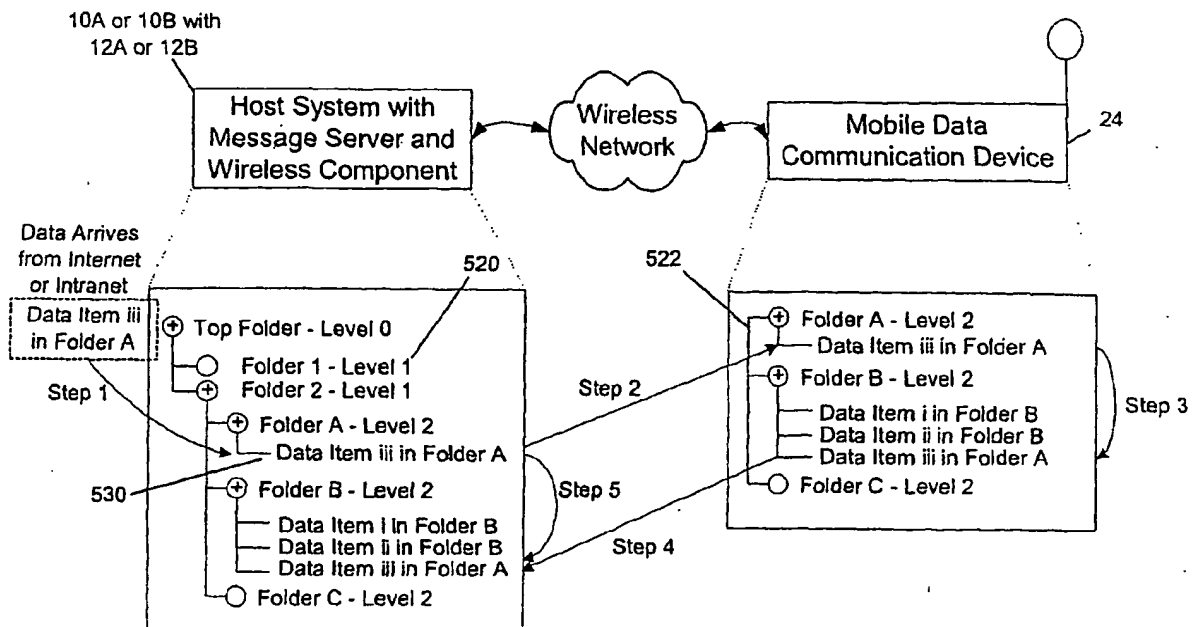 10A or 10B with
12A or 12B
Host System with
Message Server and
Wireless Component
Wireless
Network
Mobile Data
Communication Device
24
Data Arrives
from Internet
or Intranet
Data Item iii
in Folder A
Step 1
520
Top Folder - Level 0
Folder 1 - Level 1
Folder 2 - Level 1
Folder A - Level 2
Data Item iii in Folder A
530
Folder B - Level 2
Data Item i in Folder B
Data Item ii in Folder B
Data Item iii in Folder A
Folder C - Level 2
Step 2
Step 5
Step 4
522
Folder A - Level 2
Data Item iii in Folder A
Folder B - Level 2
Data Item i in Folder B
Data Item ii in Folder B
Data Item iii in Folder A
Folder C - Level 2
Step 3